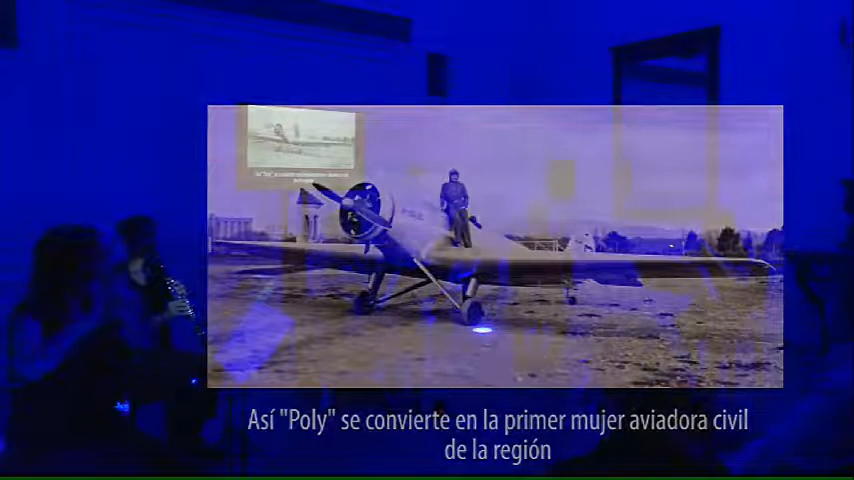 Así "Poly" se convierte en la primer mujer aviadora civil
de la región